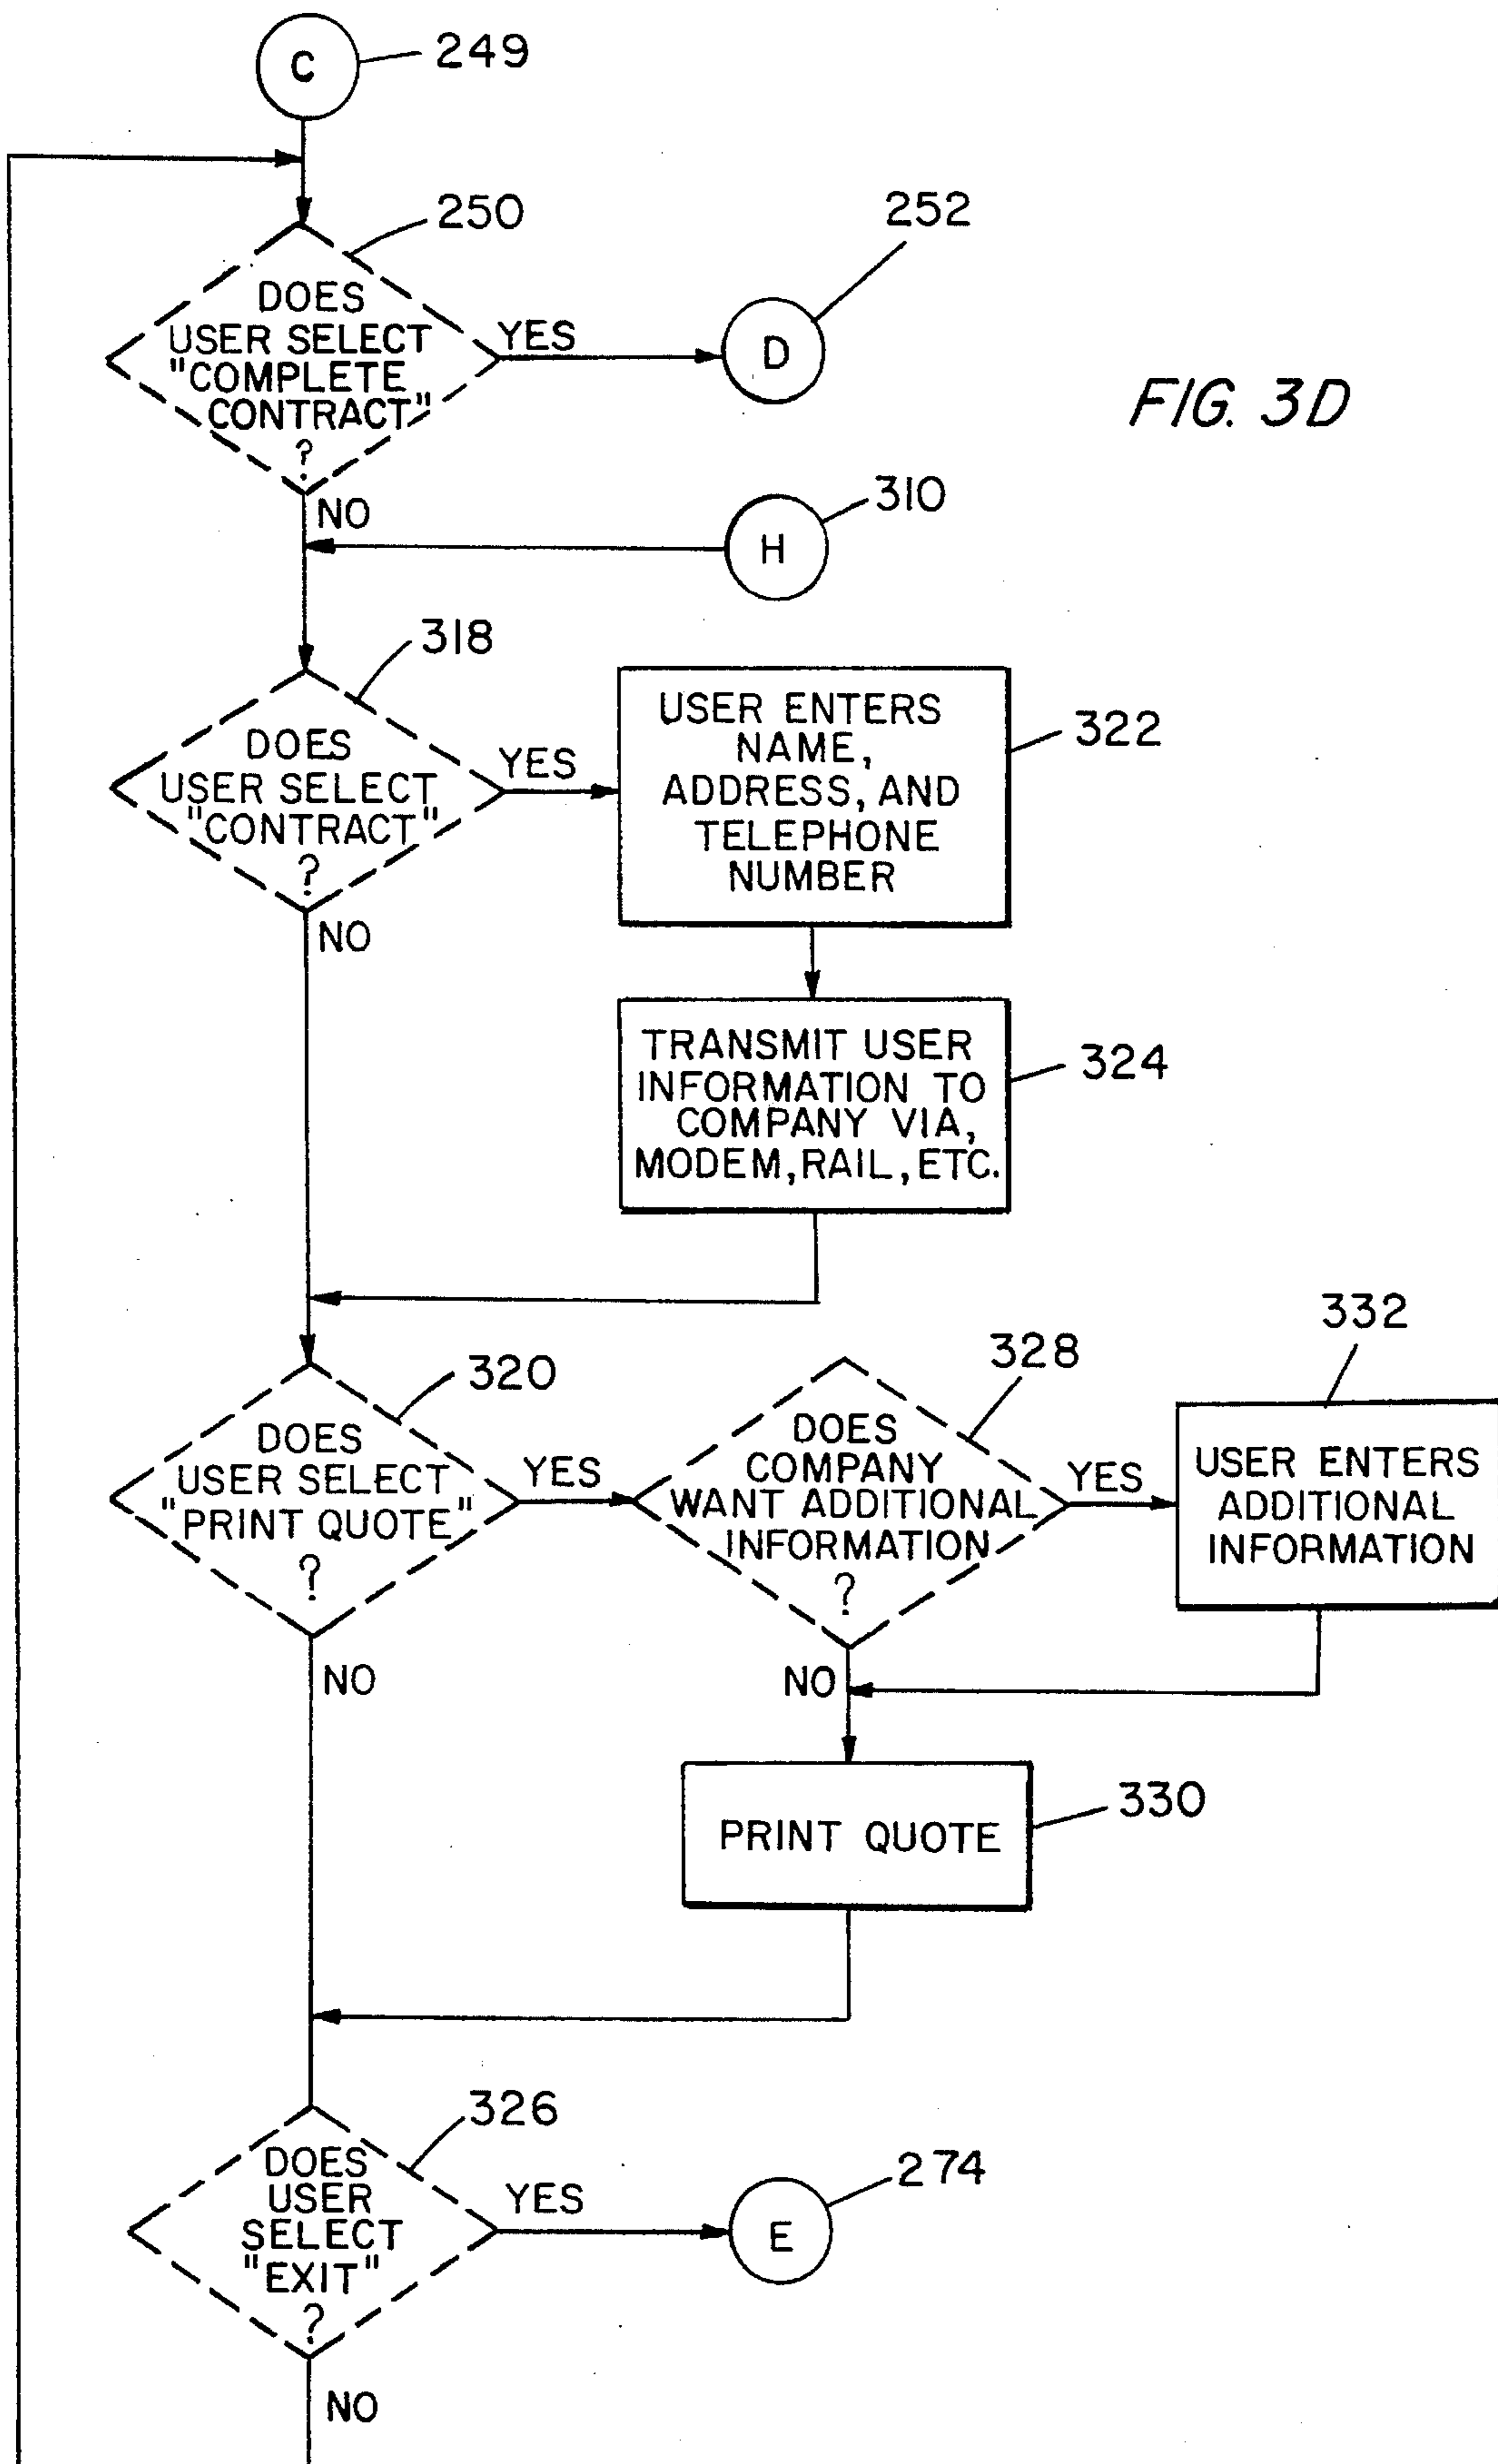 C
249
250
DOES
USER SELECT
"COMPLETE
CONTRACT"
?
YES
252
D
FIG. 3D
NO
310
H
318
DOES
USER SELECT
"CONTRACT"
?
YES
USER ENTERS
NAME,
ADDRESS, AND
TELEPHONE
NUMBER
322
NO
TRANSMIT USER
INFORMATION TO
COMPANY VIA,
MODEM, RAIL, ETC.
324
320
DOES
USER SELECT
"PRINT QUOTE"
?
YES
328
DOES
COMPANY
WANT ADDITIONAL
INFORMATION
?
YES
332
USER ENTERS
ADDITIONAL
INFORMATION
NO
NO
PRINT QUOTE
330
326
DOES
USER
SELECT
"EXIT"
?
YES
274
E
NO